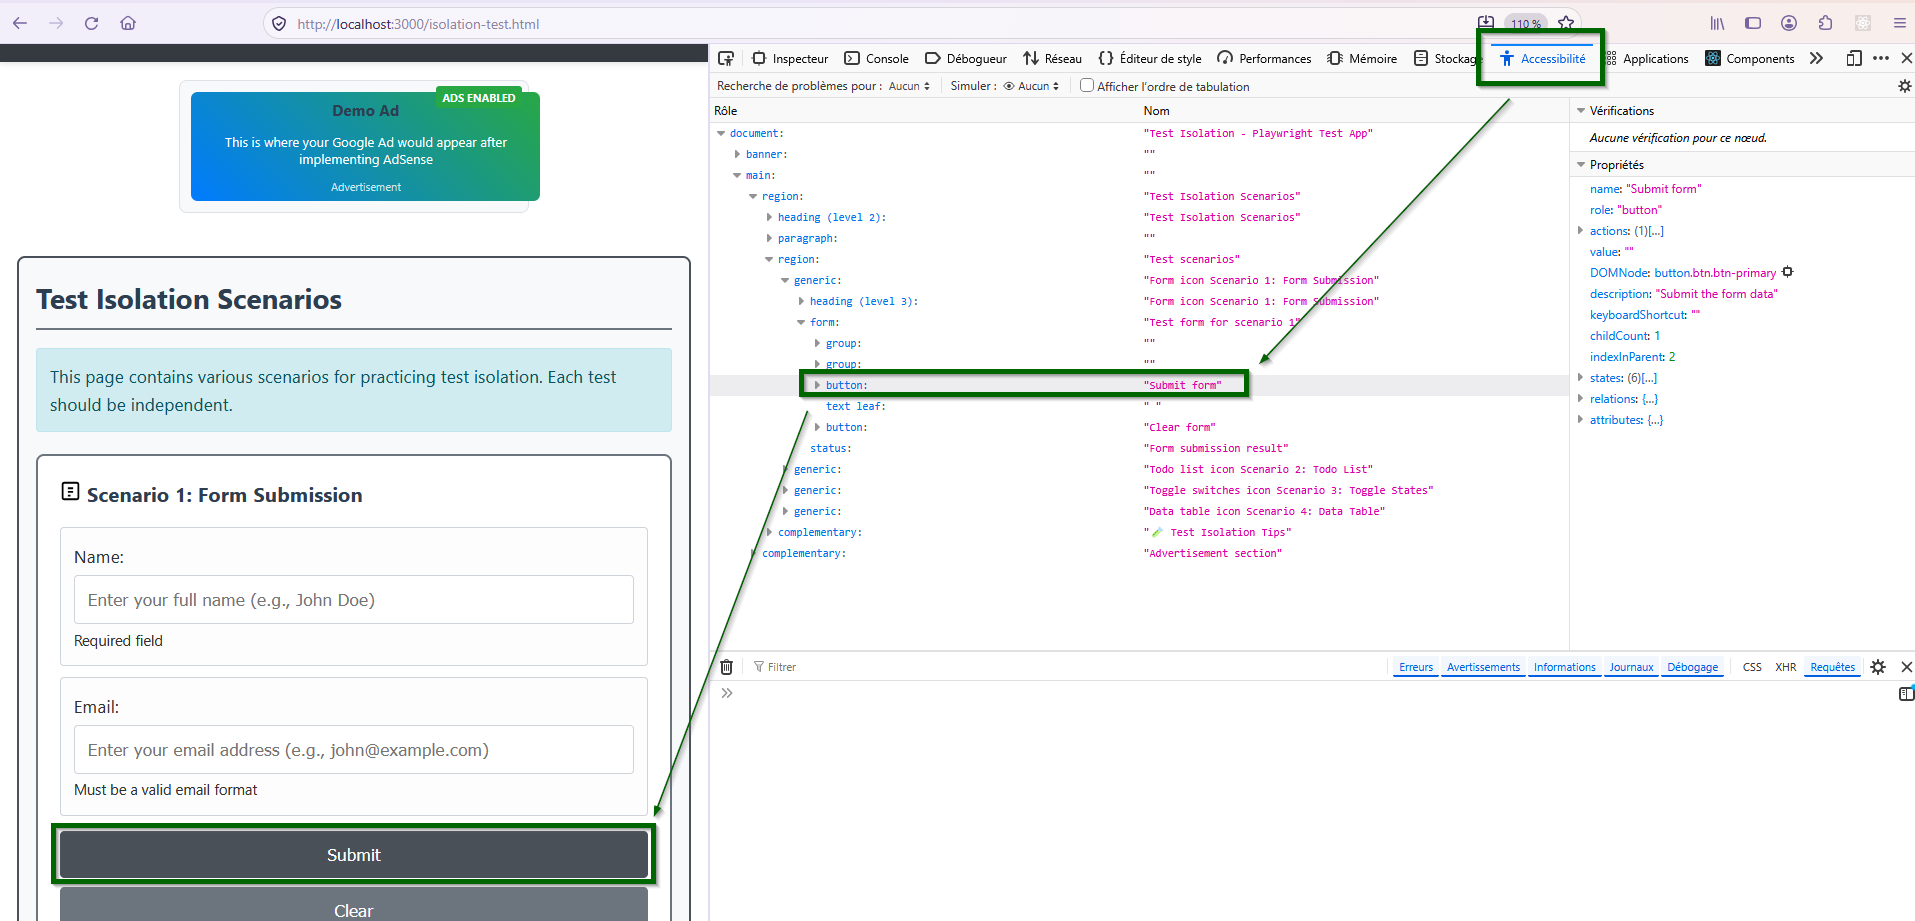 http://localhost:3000/isolation-test.html
110 %
Demo Ad
ADS ENABLED
This is where your Google Ad would appear after
implementing AdSense
Advertisement
Test Isolation Scenarios
This page contains various scenarios for practicing test isolation. Each test
should be independent.
Scenario 1: Form Submission
Name:
Enter your full name (e.g., John Doe)
Required field
Email:
Enter your email address (e.g., john@example.com)
Must be a valid email format
Submit
Clear
Inspecteur Console Débogueur Réseau Éditeur de style Performances Mémoire Stockage Accessibilité Applications Components
Recherche de problèmes pour : Aucun Simuler : Aucun Afficher l'ordre de tabulation
Rôle Nom
document: "Test Isolation - Playwright Test App"
banner: ""
main: ""
region: "Test Isolation Scenarios"
heading (level 2): "Test Isolation Scenarios"
paragraph: ""
region: "Test scenarios"
generic: "Form icon Scenario 1: Form Submission"
heading (level 3): "Form icon Scenario 1: Form Submission"
form: "Test form for scenario 1"
group: ""
group: ""
button: "Submit form"
text leaf: " "
button: "Clear form"
status: "Form submission result"
generic: "Todo list icon Scenario 2: Todo List"
generic: "Toggle switches icon Scenario 3: Toggle States"
generic: "Data table icon Scenario 4: Data Table"
complementary: "🧪 Test Isolation Tips"
complementary: "Advertisement section"
Vérifications
Aucune vérification pour ce nœud.
Propriétés
name: "Submit form"
role: "button"
actions: (1)[…]
value: ""
DOMNode: button.btn.btn-primary
description: "Submit the form data"
keyboardShortcut: ""
childCount: 1
indexInParent: 2
states: (6)[…]
relations: {…}
attributes: {…}
Filtrer Erreurs Avertissements Informations Journaux Débogage CSS XHR Requêtes